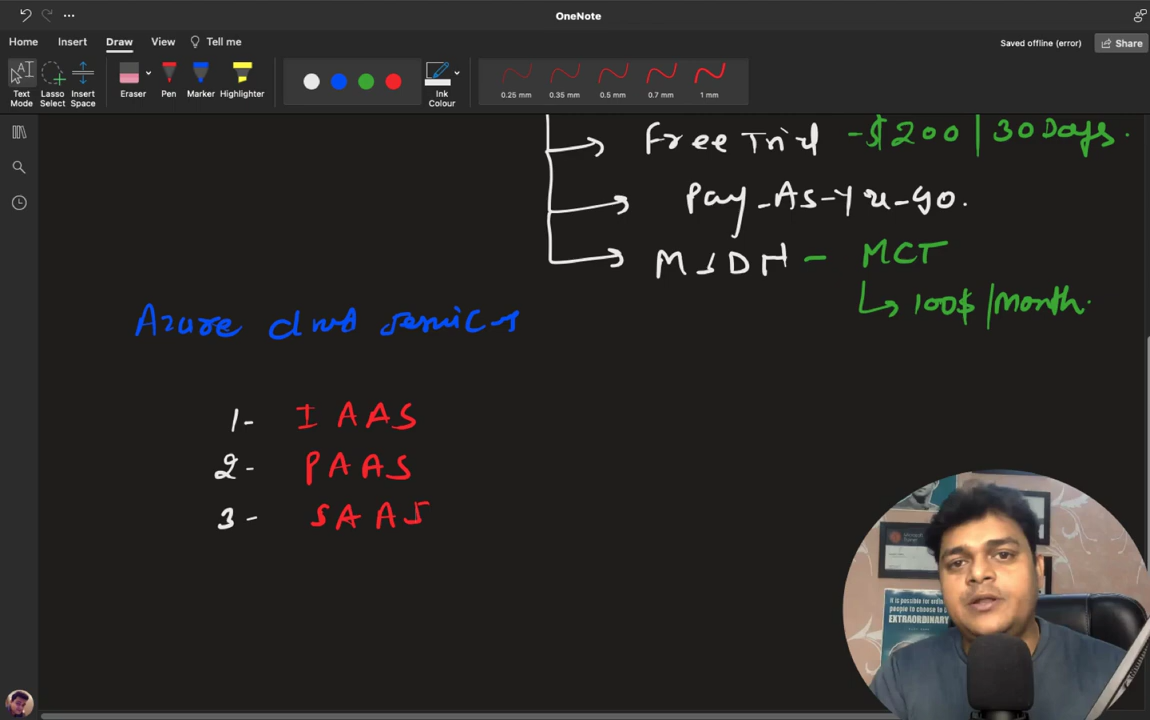 OneNote
Home Insert Draw View Tell me
Saved offline (error) Share
Text Mode
Lasso Select
Insert Space
Eraser
Pen
Marker
Highlighter
Ink Colour
0.25 mm 0.35 mm 0.5 mm 0.7 mm 1 mm
Free Trial - $200 | 30 Days.
Pay-As-You-Go.
MSDN - MCT
100$ /month.
Azure cloud services
1- IAAS
2- PAAS
3- SAAS
EXTRAORDINARY